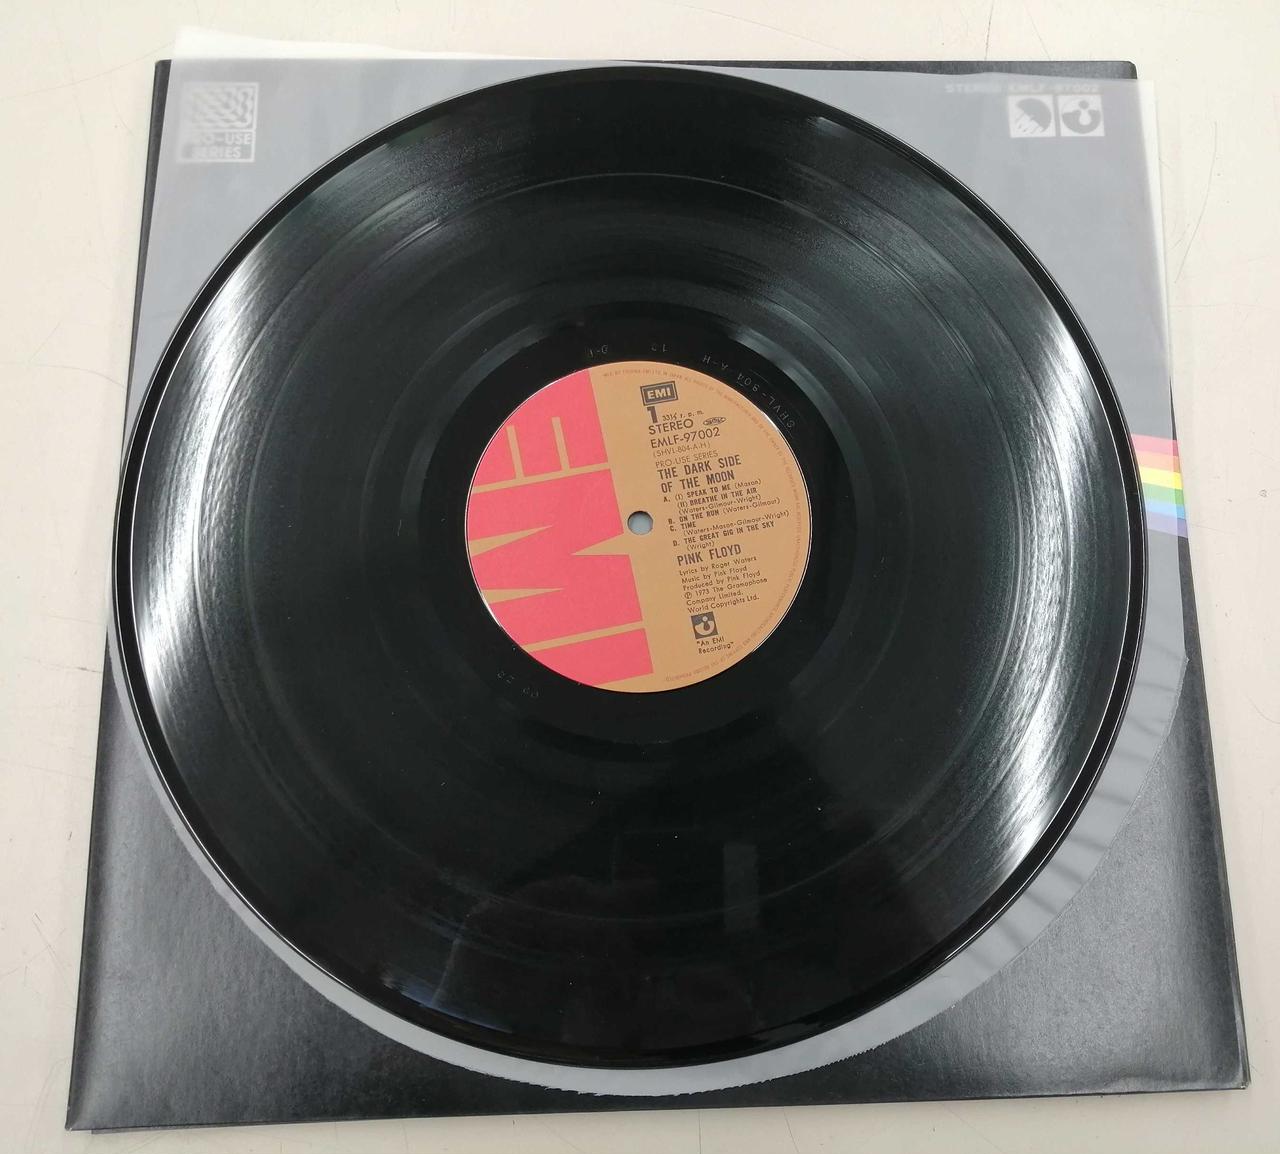 PRO-USE
SERIES
STEREO EMLF-97002
SHVL-804 A-H
EMI
EMI
1
33⅓ r. p. m.
STEREO
EMLF-97002
(SHVL-804-A-H)
PRO-USE SERIES
THE DARK SIDE
OF THE MOON
A. (I) SPEAK TO ME (Mason)
(II) BREATHE IN THE AIR
(Waters-Gilmour-Wright)
B. ON THE RUN (Waters-Gilmour)
C. TIME
(Waters-Mason-Gilmour-Wright)
D. THE GREAT GIG IN THE SKY
(Wright)
PINK FLOYD
Lyrics by Roger Waters
Music by Pink Floyd
Produced by Pink Floyd
Ⓟ 1973 The Gramophone
Company Limited.
World Copyrights Ltd.
"An EMI
Recording"